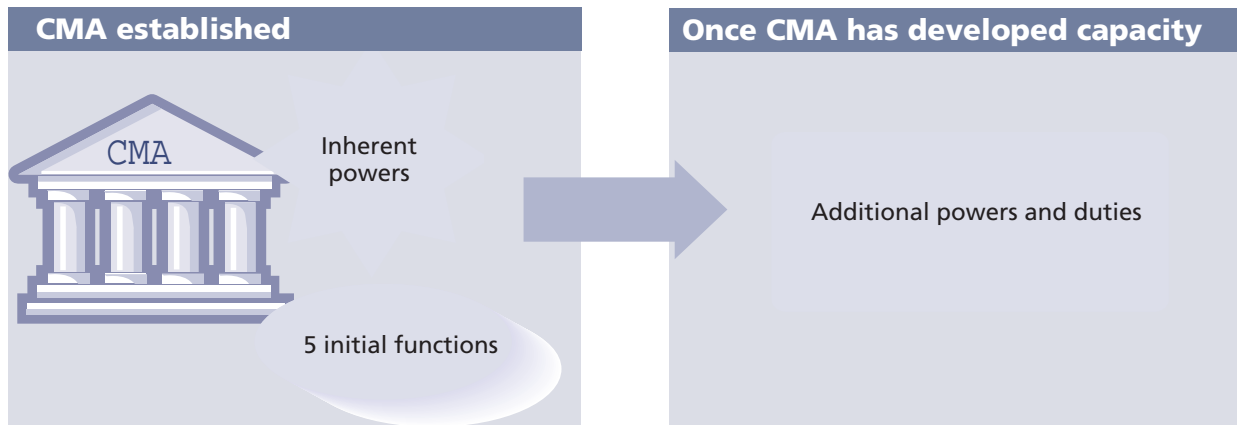 CMA established
CMA
Inherent
powers
5 initial functions
Once CMA has developed capacity
Additional powers and duties